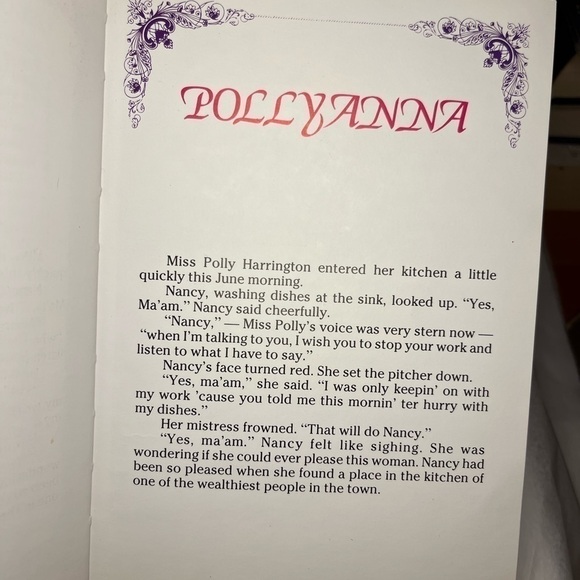 POLLYANNA
Miss Polly Harrington entered her kitchen a little
quickly this June morning.
Nancy, washing dishes at the sink, looked up. “Yes,
Ma’am.” Nancy said cheerfully.
“Nancy,” — Miss Polly’s voice was very stern now —
“when I’m talking to you, I wish you to stop your work and
listen to what I have to say.”
Nancy’s face turned red. She set the pitcher down.
“Yes, ma’am,” she said. “I was only keepin’ on with
my work ’cause you told me this mornin’ ter hurry with
my dishes.”
Her mistress frowned. “That will do Nancy.”
“Yes, ma’am.” Nancy felt like sighing. She was
wondering if she could ever please this woman. Nancy had
been so pleased when she found a place in the kitchen of
one of the wealthiest people in the town.